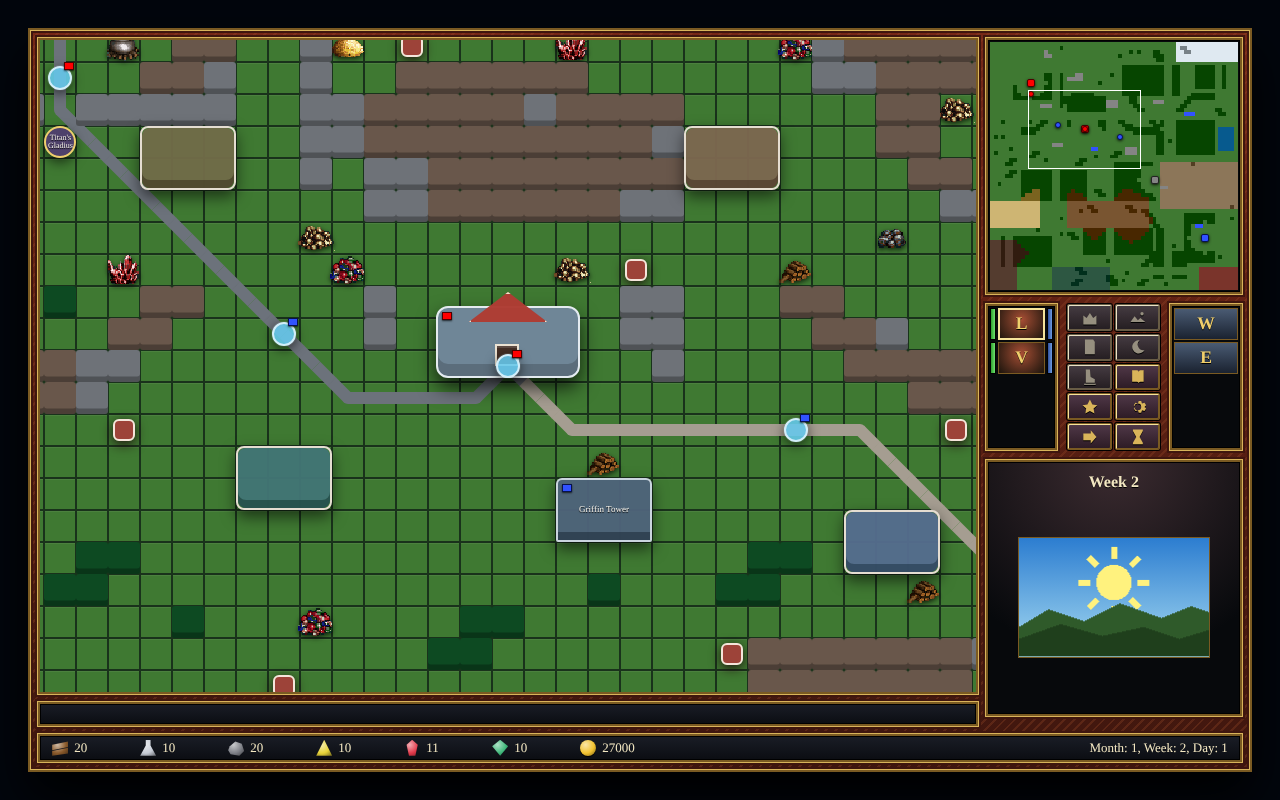 Titan's
Gladius
Griffin Tower
L
V
W
E
Week 2
20
10
20
10
11
10
27000
Month: 1, Week: 2, Day: 1